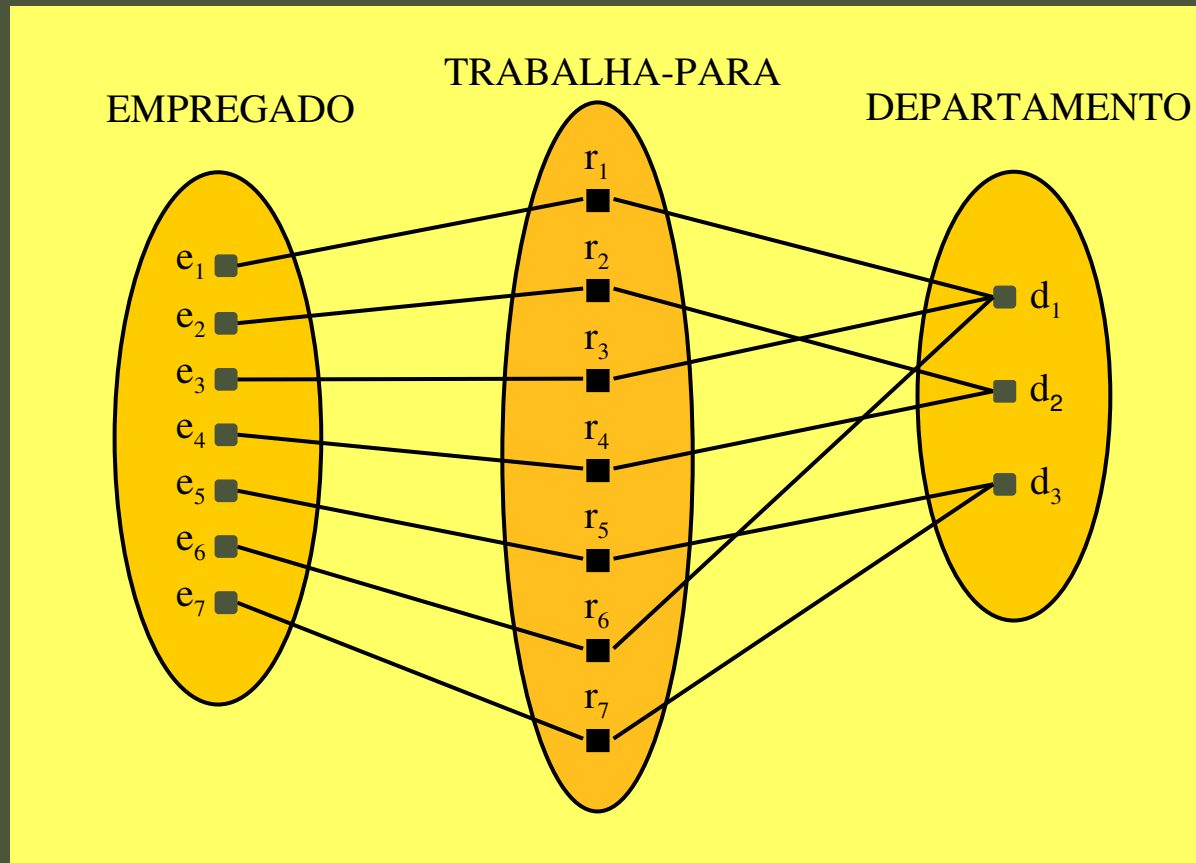 TRABALHA-PARA
EMPREGADO
DEPARTAMENTO
r₁
r₂
r₃
r₄
r₅
r₆
r₇
e₁
e₂
e₃
e₄
e₅
e₆
e₇
d₁
d₂
d₃